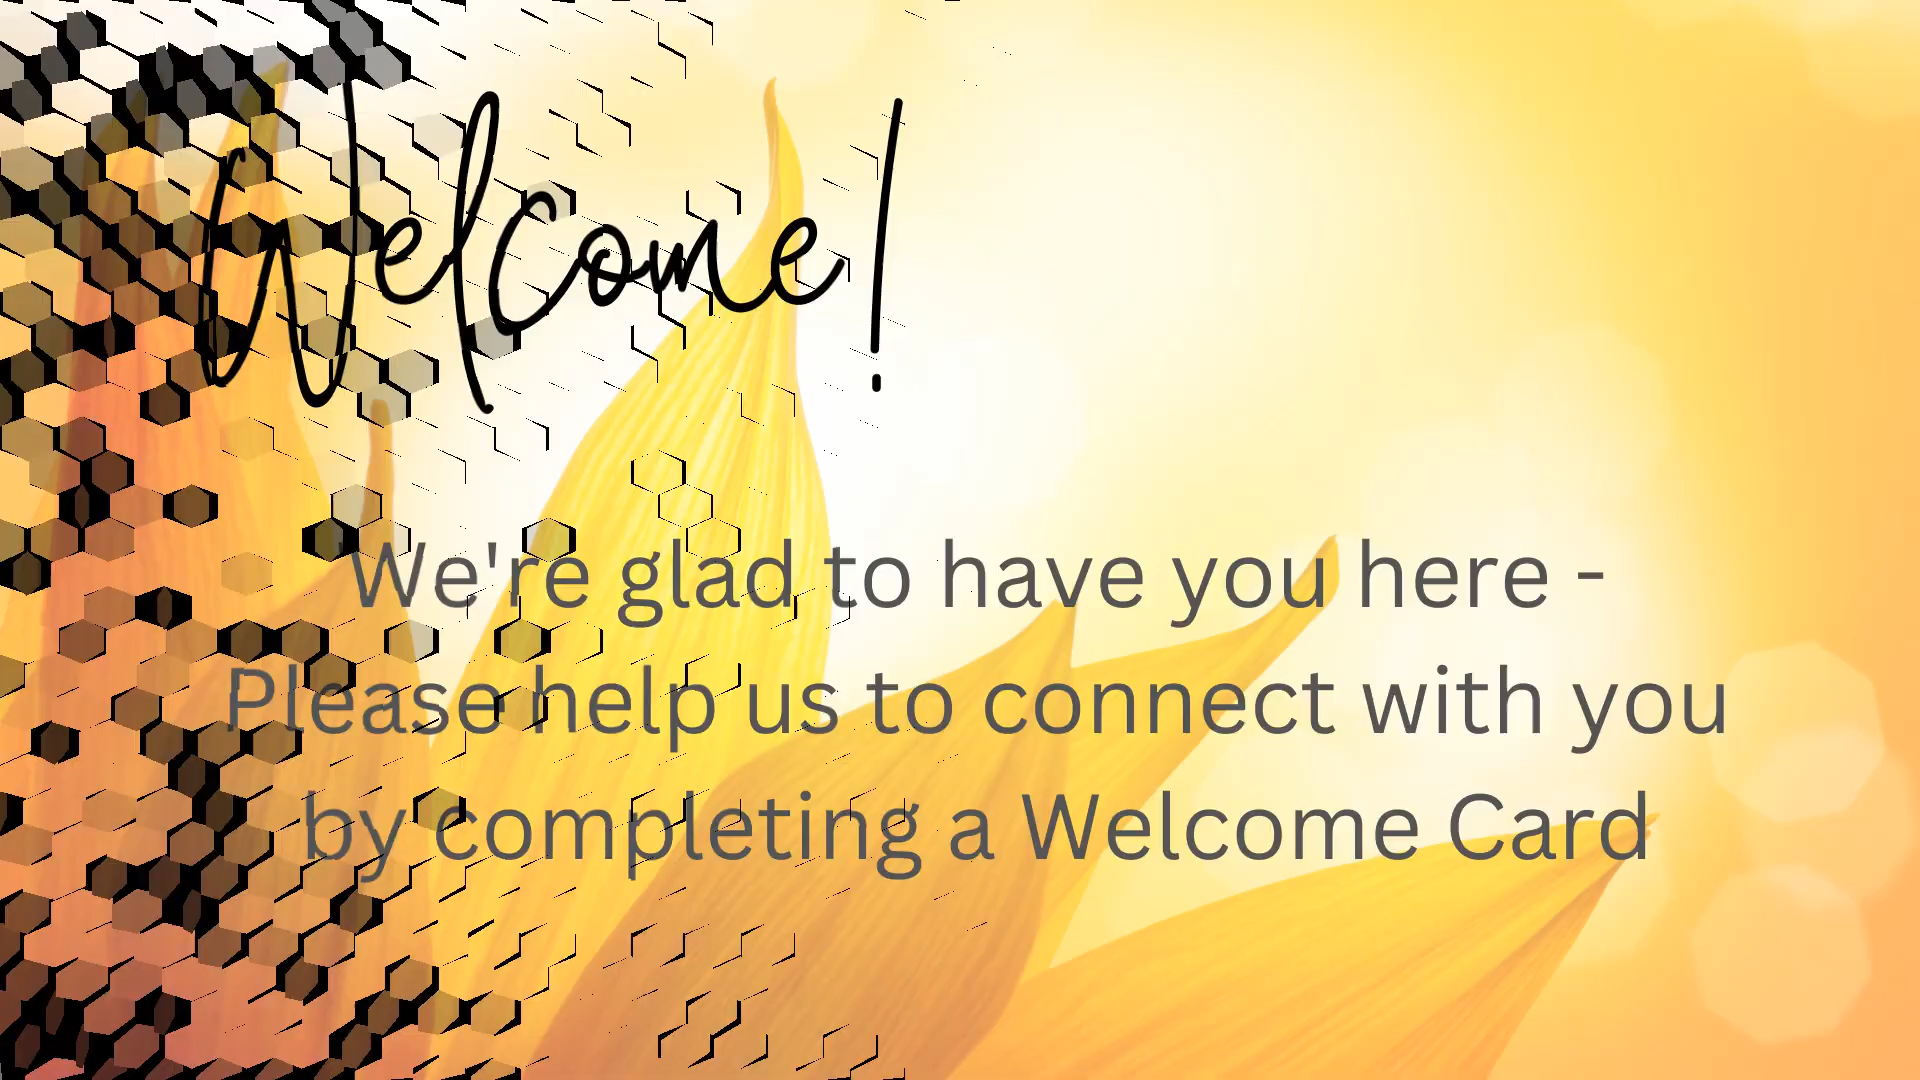 Welcome!
We're glad to have you here -
Please help us to connect with you
by completing a Welcome Card